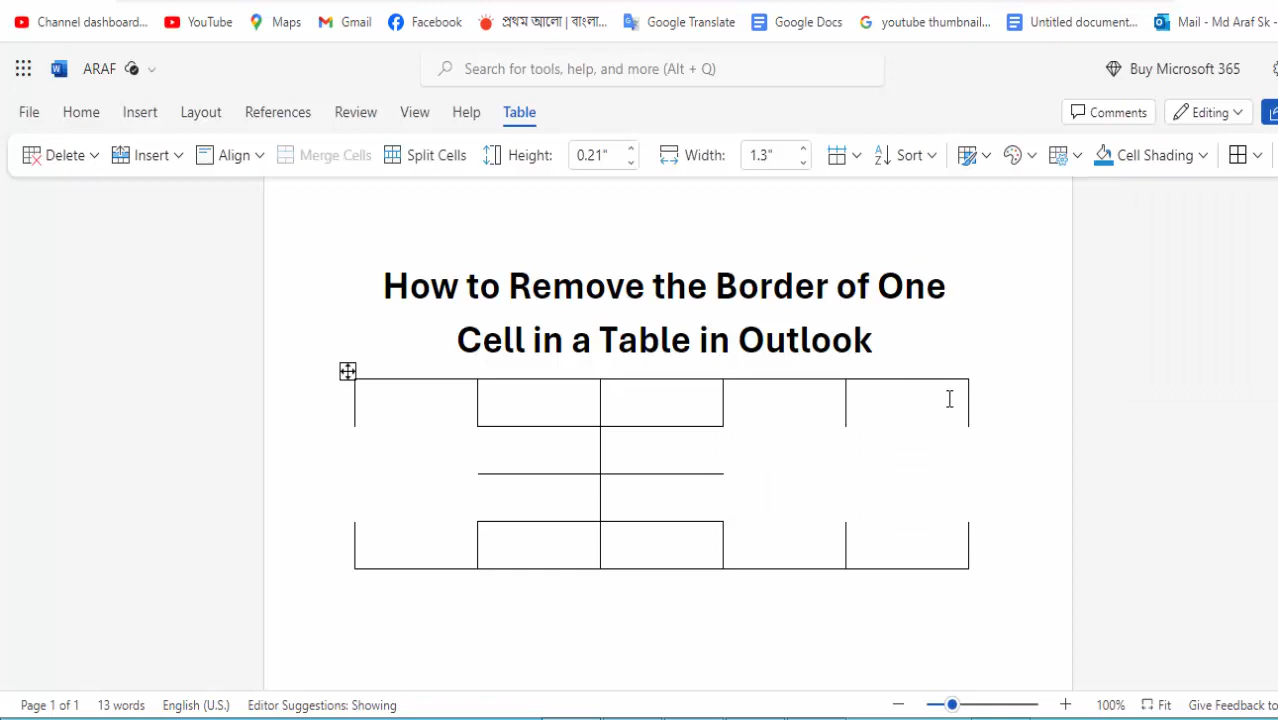 Channel dashboard... YouTube Maps Gmail Facebook প্রথম আলো | বাংলা... Google Translate Google Docs youtube thumbnail... Untitled document... Mail - Md Araf Sk -
ARAF Search for tools, help, and more (Alt + Q) Buy Microsoft 365
File Home Insert Layout References Review View Help Table Comments Editing
Delete Insert Align Merge Cells Split Cells Height: 0.21" Width: 1.3" Sort Cell Shading
How to Remove the Border of One
Cell in a Table in Outlook
Page 1 of 1 13 words English (U.S.) Editor Suggestions: Showing 100% Fit Give Feedback to